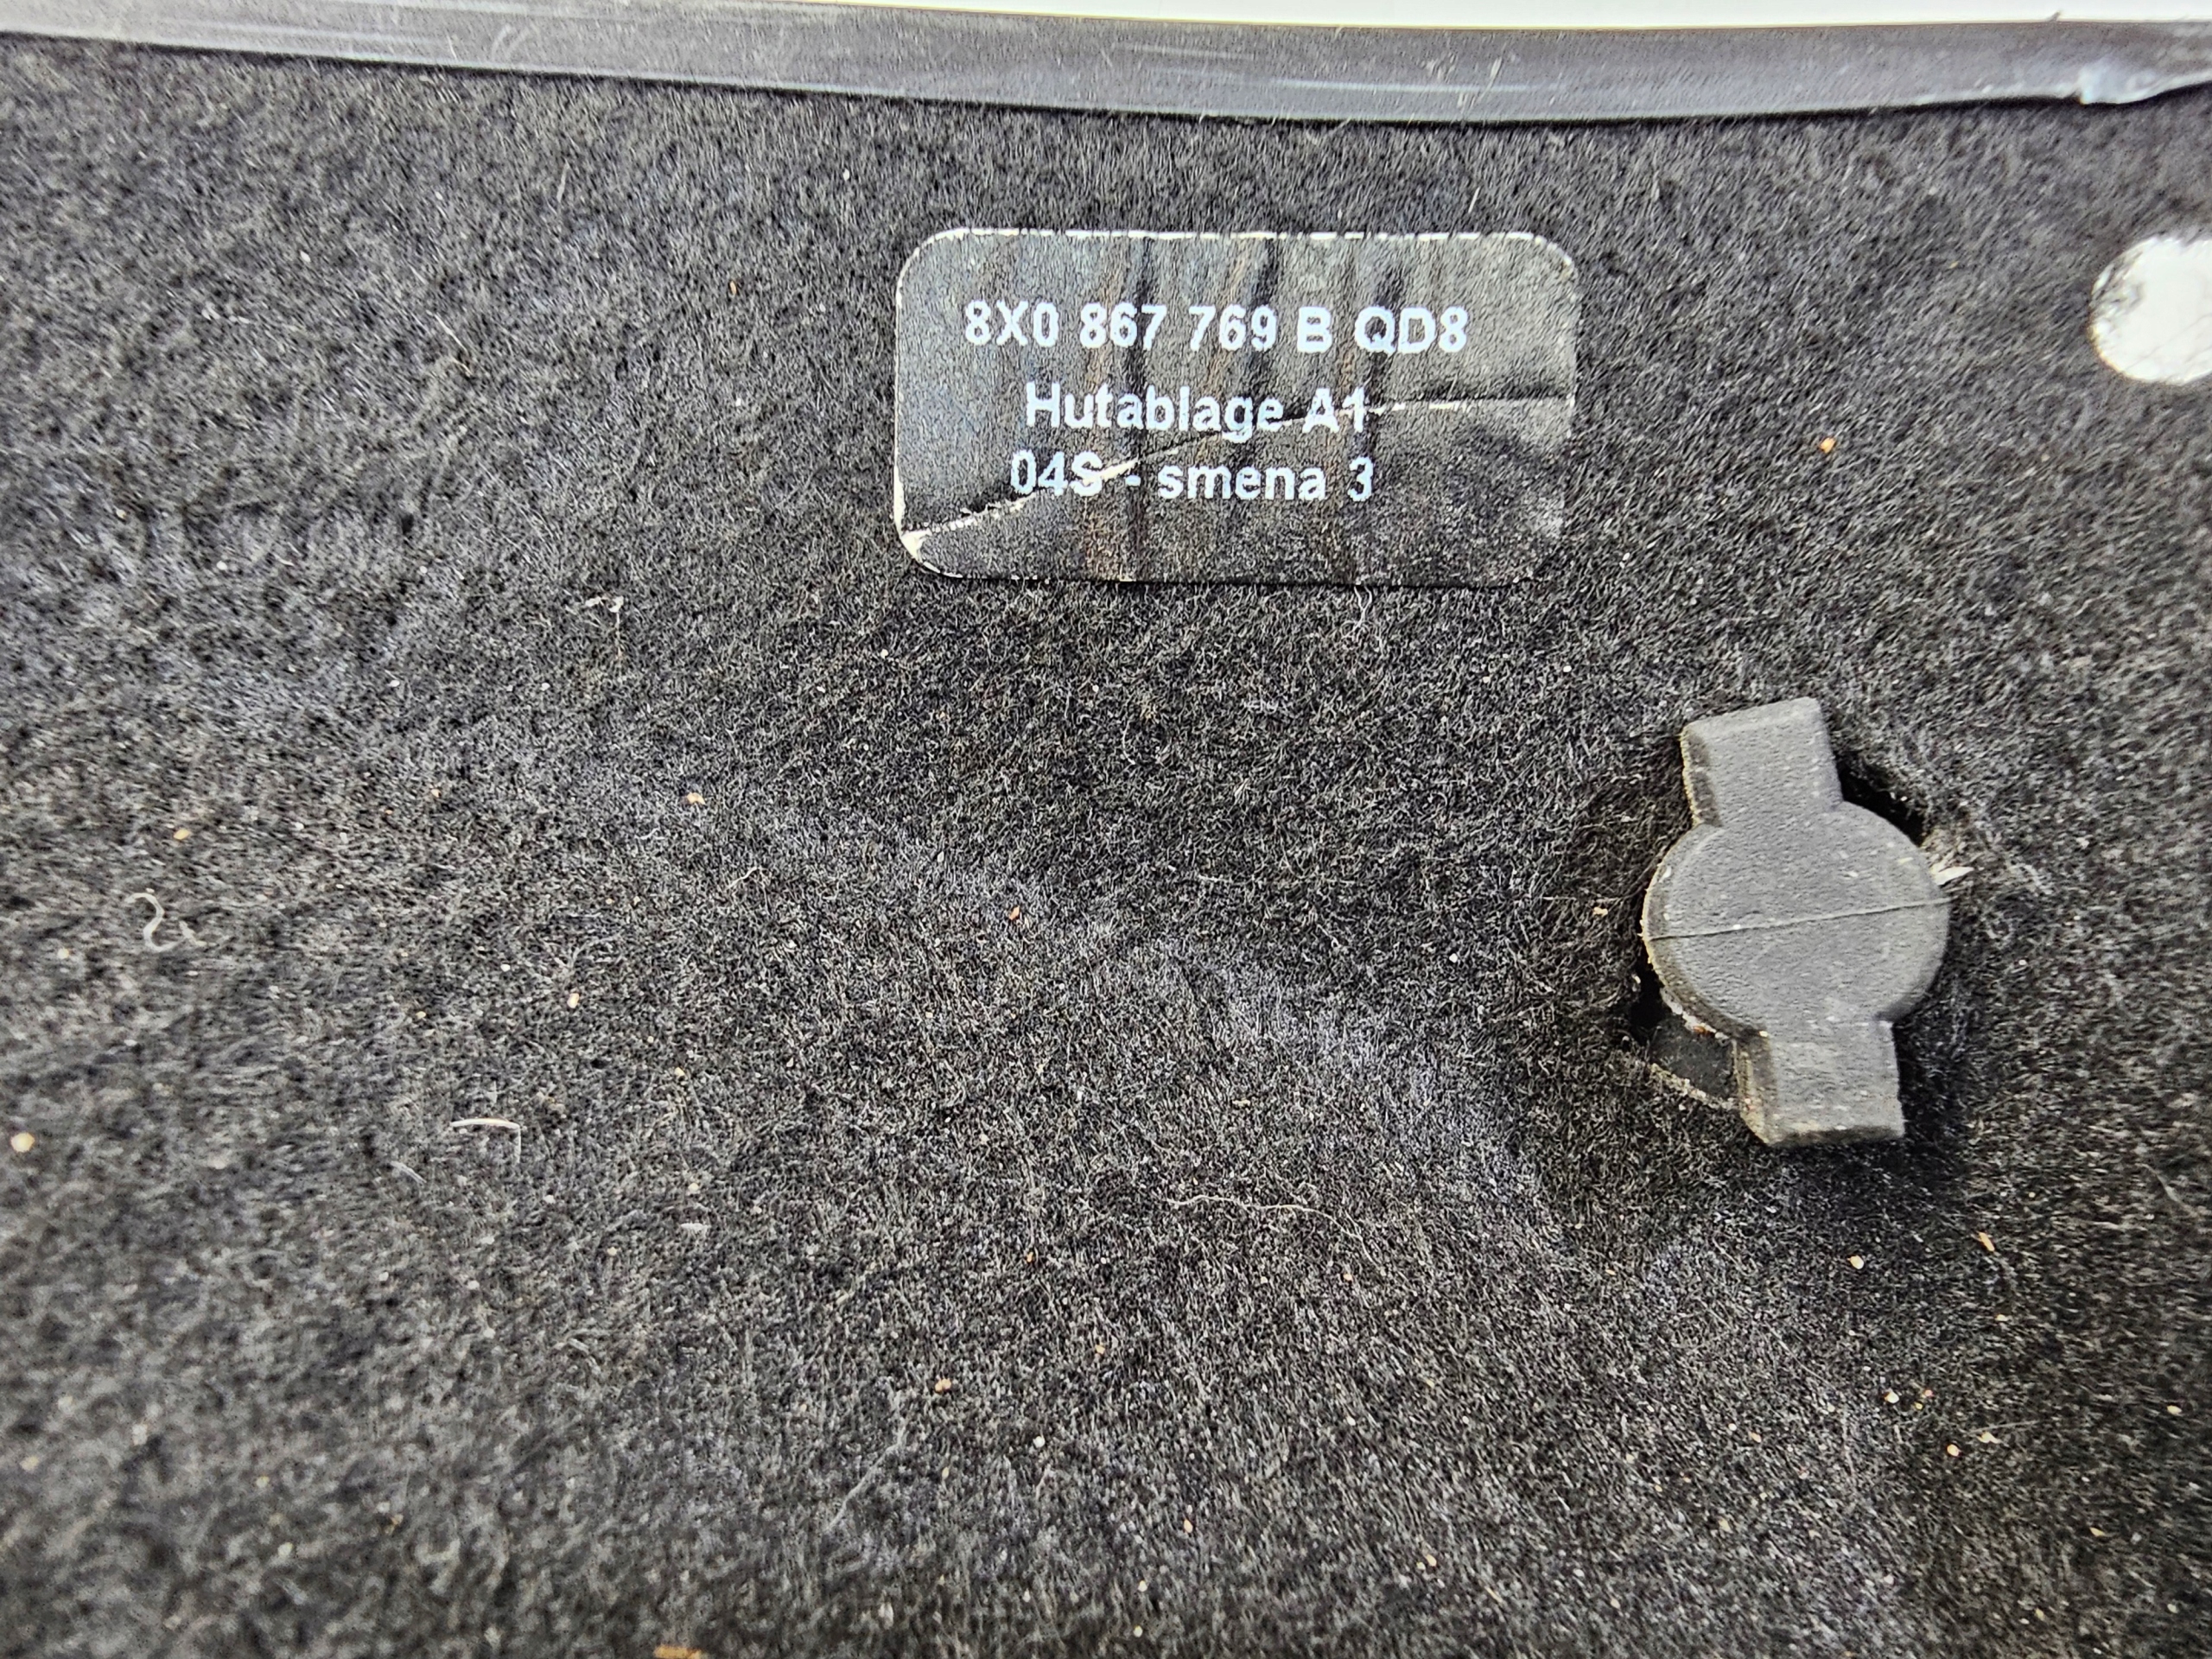 8X0 867 769 B QD8
Hutablage A1
04S - smena 3